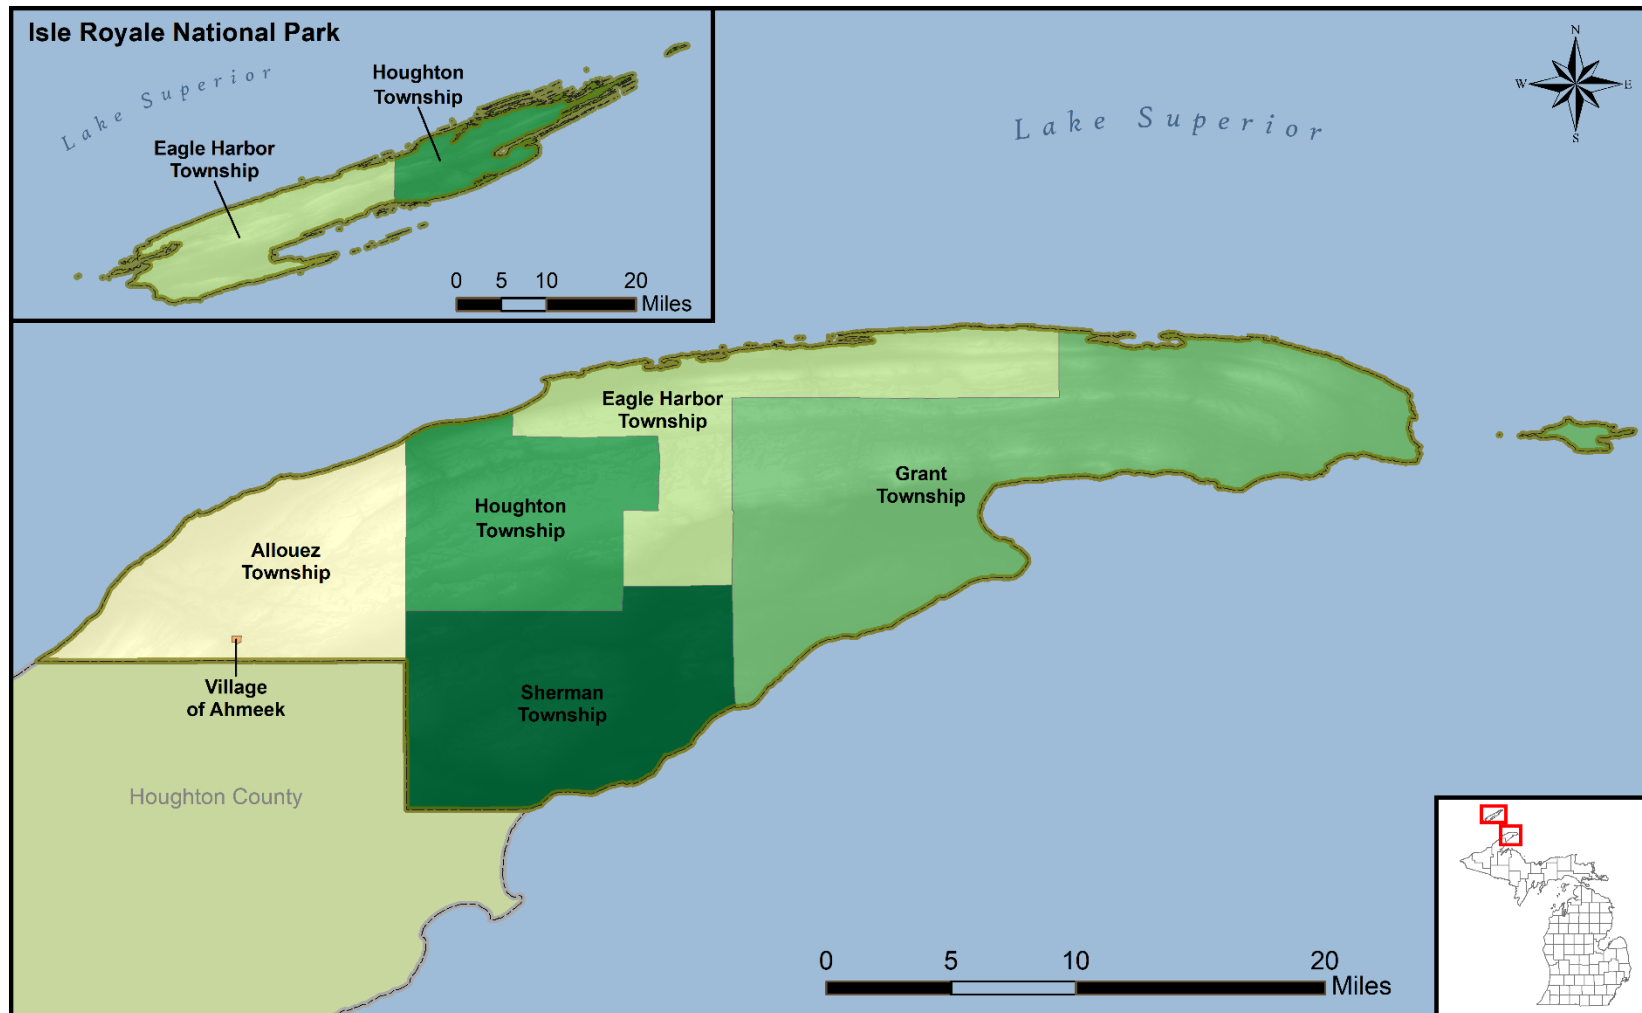 Isle Royale National Park
Lake Superior
Houghton
Township
Eagle Harbor
Township
0 5 10 20
Miles
Lake Superior
N
W E
S
Eagle Harbor
Township
Grant
Township
Houghton
Township
Allouez
Township
Village
of Ahmeek
Sherman
Township
Houghton County
0 5 10 20
Miles